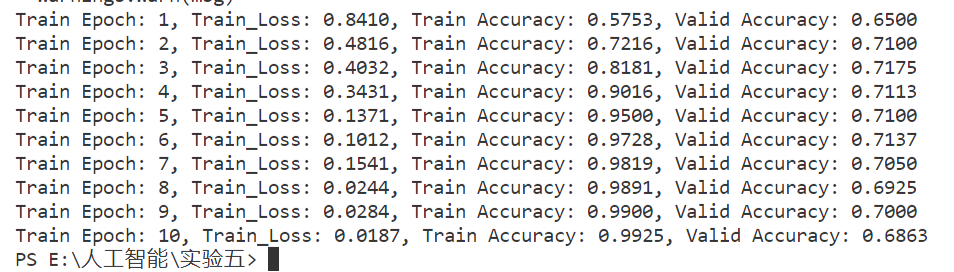 warnings.warn(msg)
Train Epoch: 1, Train_Loss: 0.8410, Train Accuracy: 0.5753, Valid Accuracy: 0.6500
Train Epoch: 2, Train_Loss: 0.4816, Train Accuracy: 0.7216, Valid Accuracy: 0.7100
Train Epoch: 3, Train_Loss: 0.4032, Train Accuracy: 0.8181, Valid Accuracy: 0.7175
Train Epoch: 4, Train_Loss: 0.3431, Train Accuracy: 0.9016, Valid Accuracy: 0.7113
Train Epoch: 5, Train_Loss: 0.1371, Train Accuracy: 0.9500, Valid Accuracy: 0.7100
Train Epoch: 6, Train_Loss: 0.1012, Train Accuracy: 0.9728, Valid Accuracy: 0.7137
Train Epoch: 7, Train_Loss: 0.1541, Train Accuracy: 0.9819, Valid Accuracy: 0.7050
Train Epoch: 8, Train_Loss: 0.0244, Train Accuracy: 0.9891, Valid Accuracy: 0.6925
Train Epoch: 9, Train_Loss: 0.0284, Train Accuracy: 0.9900, Valid Accuracy: 0.7000
Train Epoch: 10, Train_Loss: 0.0187, Train Accuracy: 0.9925, Valid Accuracy: 0.6863
PS E:\人工智能\实验五>